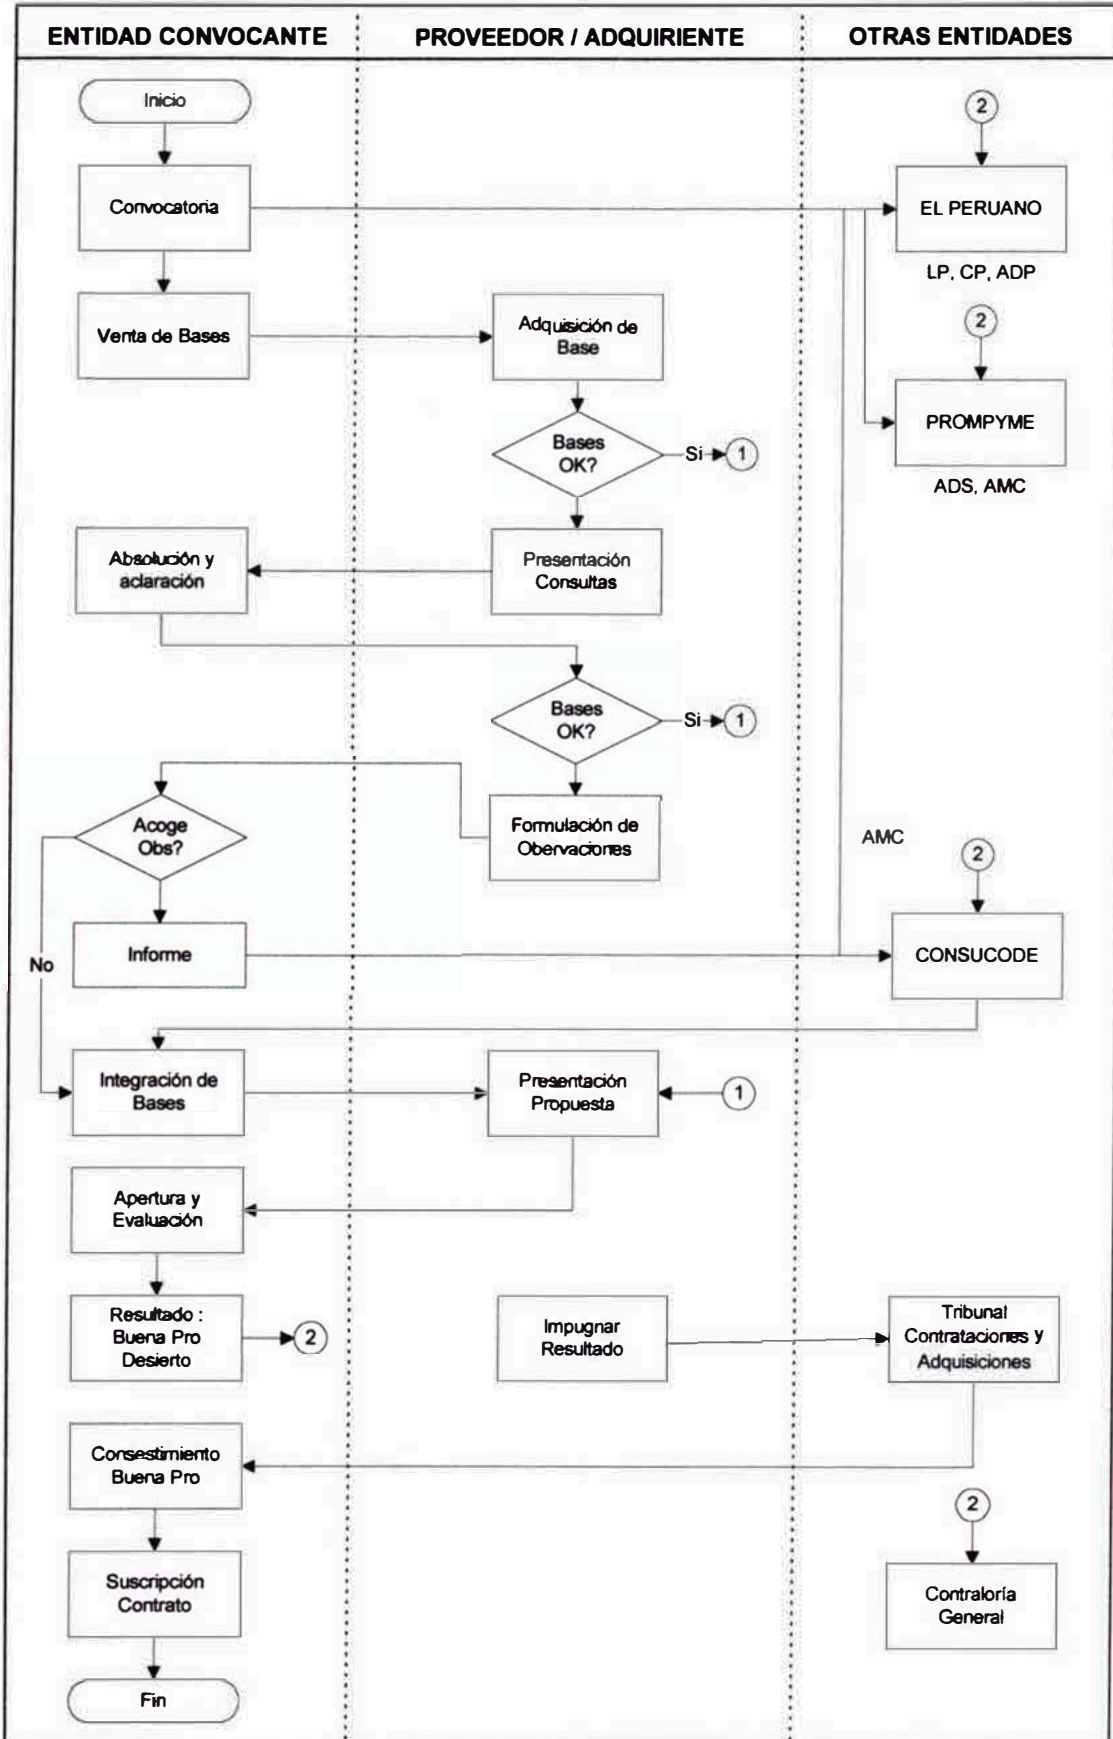 ENTIDAD CONVOCANTE
PROVEEDOR / ADQUIRIENTE
OTRAS ENTIDADES
Inicio
2
Convocatoria
EL PERUANO
LP, CP, ADP
2
Venta de Bases
Adquisición de
Base
PROMPYME
ADS, AMC
Bases
OK?
Si
1
Absolución y
aclaración
Presentación
Consultas
Bases
OK?
Si
1
Acoge
Obs?
Formulación de
Obervaciones
AMC
2
No
Informe
CONSUCODE
Integración de
Bases
Presentación
Propuesta
1
Apertura y
Evaluación
Resultado :
Buena Pro
Desierto
2
Impugnar
Resultado
Tribunal
Contrataciones y
Adquisiciones
Consestimiento
Buena Pro
2
Suscripción
Contrato
Contraloría
General
Fin